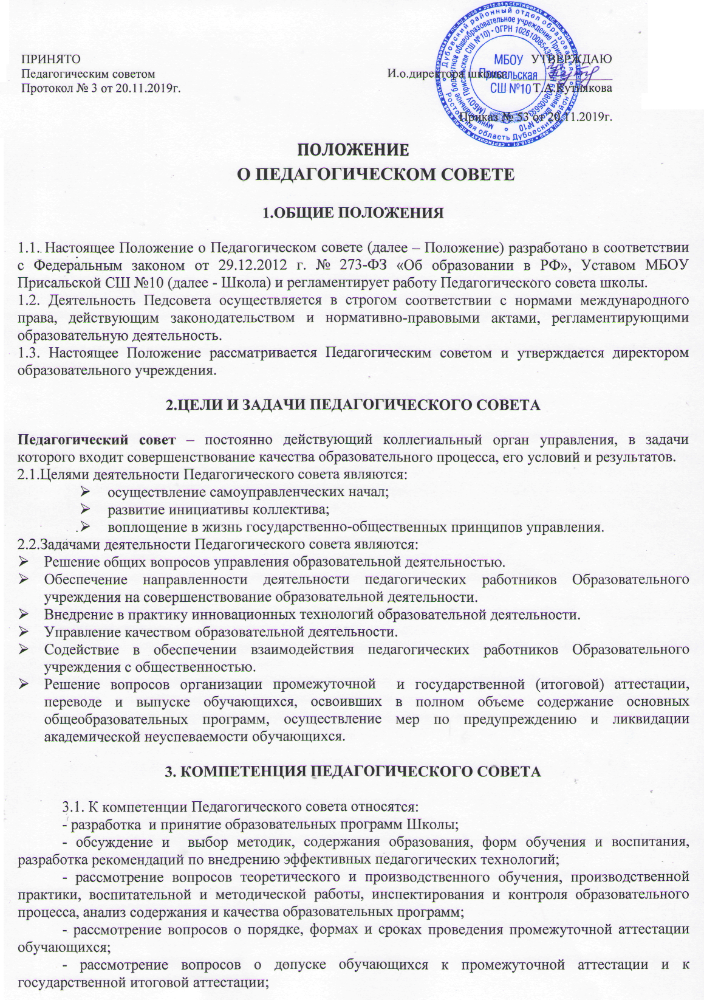 ПРИНЯТО
Педагогическим советом
Протокол № 3 от 20.11.2019г.
УТВЕРЖДАЮ
И.о.директора школы
Т.А.Кутнякова
Приказ № 53 от 20.11.2019г.
МБОУ
Присальская
СШ №10
ПОЛОЖЕНИЕ
О ПЕДАГОГИЧЕСКОМ СОВЕТЕ
1.ОБЩИЕ ПОЛОЖЕНИЯ
1.1. Настоящее Положение о Педагогическом совете (далее – Положение) разработано в соответствии
с Федеральным законом от 29.12.2012 г. № 273-ФЗ «Об образовании в РФ», Уставом МБОУ
Присальской СШ №10 (далее - Школа) и регламентирует работу Педагогического совета школы.
1.2. Деятельность Педсовета осуществляется в строгом соответствии с нормами международного
права, действующим законодательством и нормативно-правовыми актами, регламентирующими
образовательную деятельность.
1.3. Настоящее Положение рассматривается Педагогическим советом и утверждается директором
образовательного учреждения.
2.ЦЕЛИ И ЗАДАЧИ ПЕДАГОГИЧЕСКОГО СОВЕТА
Педагогический совет – постоянно действующий коллегиальный орган управления, в задачи
которого входит совершенствование качества образовательного процесса, его условий и результатов.
2.1.Целями деятельности Педагогического совета являются:
➢ осуществление самоуправленческих начал;
➢ развитие инициативы коллектива;
➢ воплощение в жизнь государственно-общественных принципов управления.
2.2.Задачами деятельности Педагогического совета являются:
➢ Решение общих вопросов управления образовательной деятельностью.
➢ Обеспечение направленности деятельности педагогических работников Образовательного
учреждения на совершенствование образовательной деятельности.
➢ Внедрение в практику инновационных технологий образовательной деятельности.
➢ Управление качеством образовательной деятельности.
➢ Содействие в обеспечении взаимодействия педагогических работников Образовательного
учреждения с общественностью.
➢ Решение вопросов организации промежуточной и государственной (итоговой) аттестации,
переводе и выпуске обучающихся, освоивших в полном объеме содержание основных
общеобразовательных программ, осуществление мер по предупреждению и ликвидации
академической неуспеваемости обучающихся.
3. КОМПЕТЕНЦИЯ ПЕДАГОГИЧЕСКОГО СОВЕТА
3.1. К компетенции Педагогического совета относятся:
- разработка и принятие образовательных программ Школы;
- обсуждение и выбор методик, содержания образования, форм обучения и воспитания,
разработка рекомендаций по внедрению эффективных педагогических технологий;
- рассмотрение вопросов теоретического и производственного обучения, производственной
практики, воспитательной и методической работы, инспектирования и контроля образовательного
процесса, анализ содержания и качества образовательных программ;
- рассмотрение вопросов о порядке, формах и сроках проведения промежуточной аттестации
обучающихся;
- рассмотрение вопросов о допуске обучающихся к промежуточной аттестации и к
государственной итоговой аттестации;